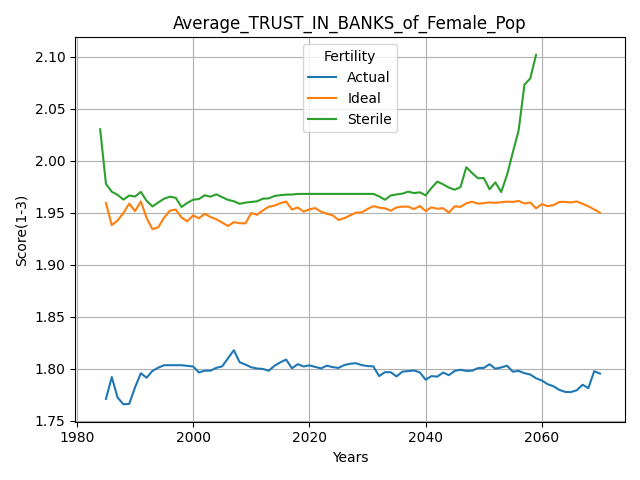 Average_TRUST_IN_BANKS_of_Female_Pop
Fertility
Actual
Ideal
Sterile
Score(1-3)
2.10
2.05
2.00
1.95
1.90
1.85
1.80
1.75
1980
2000
2020
2040
2060
Years